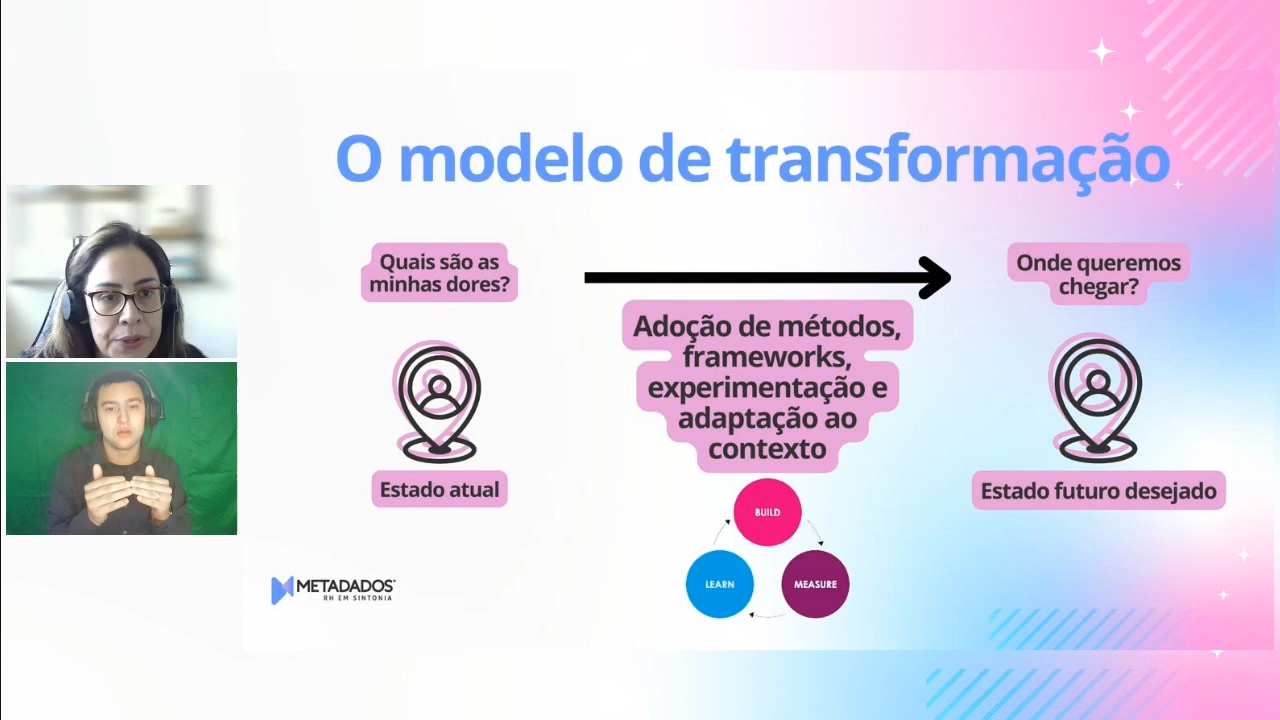 O modelo de transformação
Quais são as
minhas dores?
Onde queremos
chegar?
Adoção de métodos,
frameworks,
experimentação e
adaptação ao
contexto
Estado atual
Estado futuro desejado
BUILD
LEARN
MEASURE
METADADOS
RH EM SINTONIA